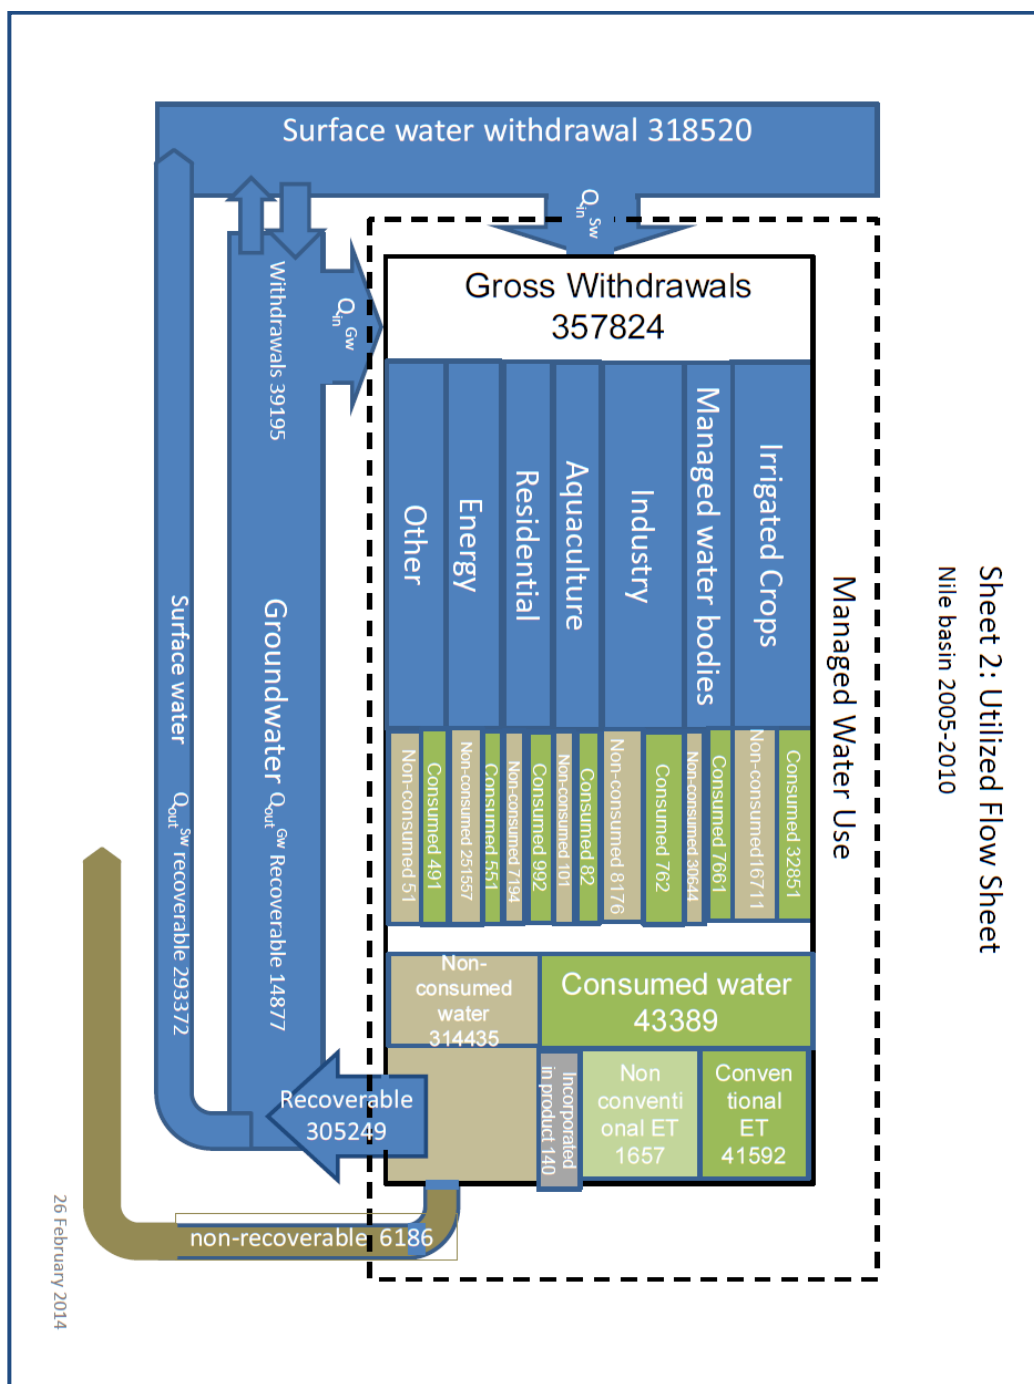 Sheet 2: Utilized Flow Sheet
Nile basin 2005-2010
Surface water withdrawal 318520
Q in Sw
Managed Water Use
Gross Withdrawals
357824
Q in Gw
Withdrawals 39195
Irrigated Crops
Managed water bodies
Industry
Aquaculture
Residential
Energy
Other
Consumed 32851
Non-consumed16711
Consumed 7661
Non-consumed 30644
Consumed 762
Non-consumed 8176
Consumed 82
Non-consumed 101
Consumed 992
Non-consumed 7194
Consumed 551
Non-consumed 251557
Consumed 491
Non-consumed 51
Groundwater Q out Gw Recoverable 14877
Surface water Q out Sw recoverable 293372
Non-
consumed
water
314435
Consumed water
43389
Incorporated
in product 140
Non
conventi
onal ET
1657
Conven
tional
ET
41592
Recoverable
305249
non-recoverable 6186
26 February 2014